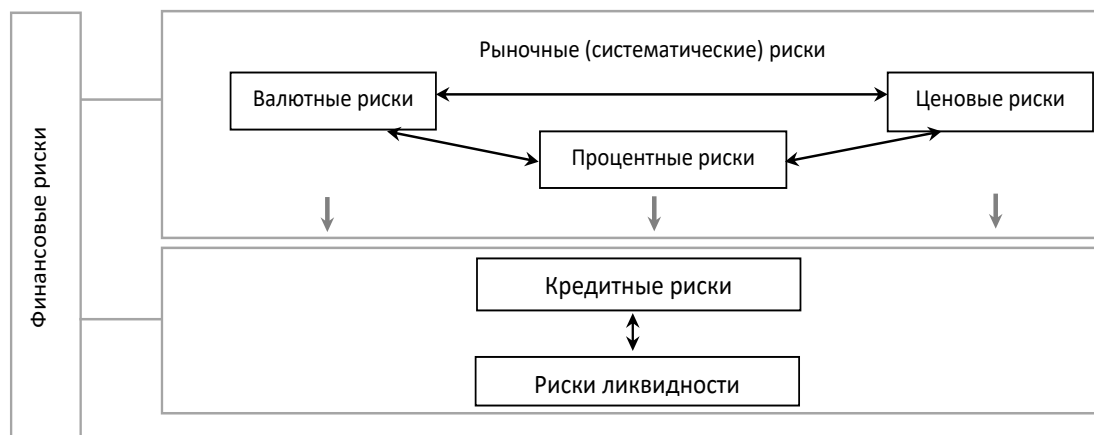 Финансовые риски
Рыночные (систематические) риски
Валютные риски
Ценовые риски
Процентные риски
Кредитные риски
Риски ликвидности